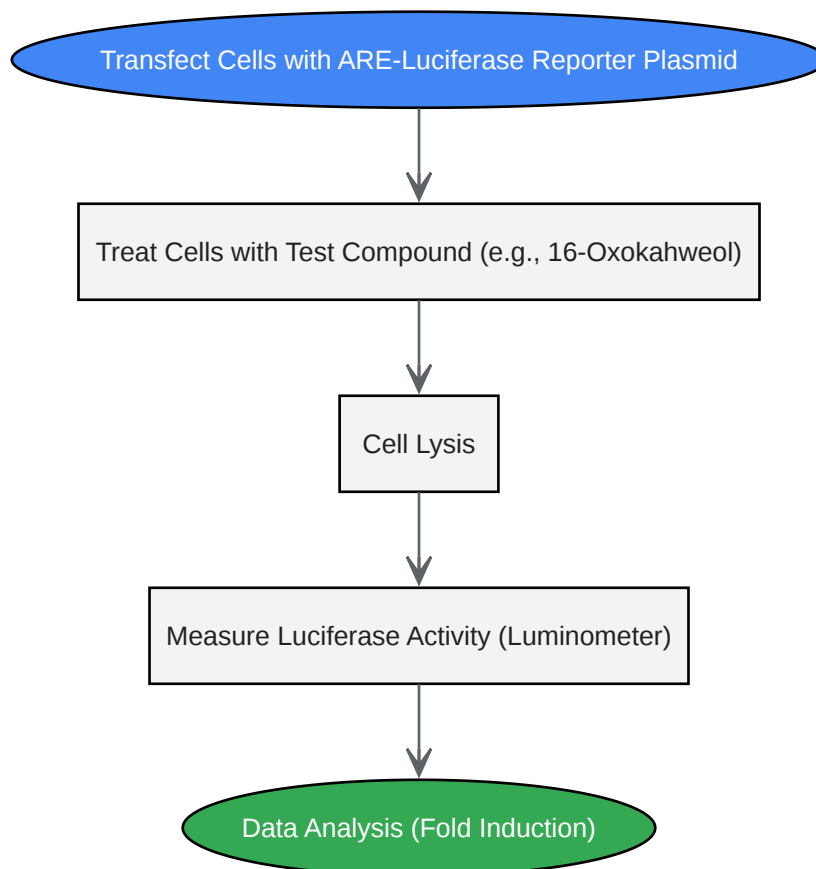 Transfect Cells with ARE-Luciferase Reporter Plasmid
Treat Cells with Test Compound (e.g., 16-Oxokahweol)
Cell Lysis
Measure Luciferase Activity (Luminometer)
Data Analysis (Fold Induction)